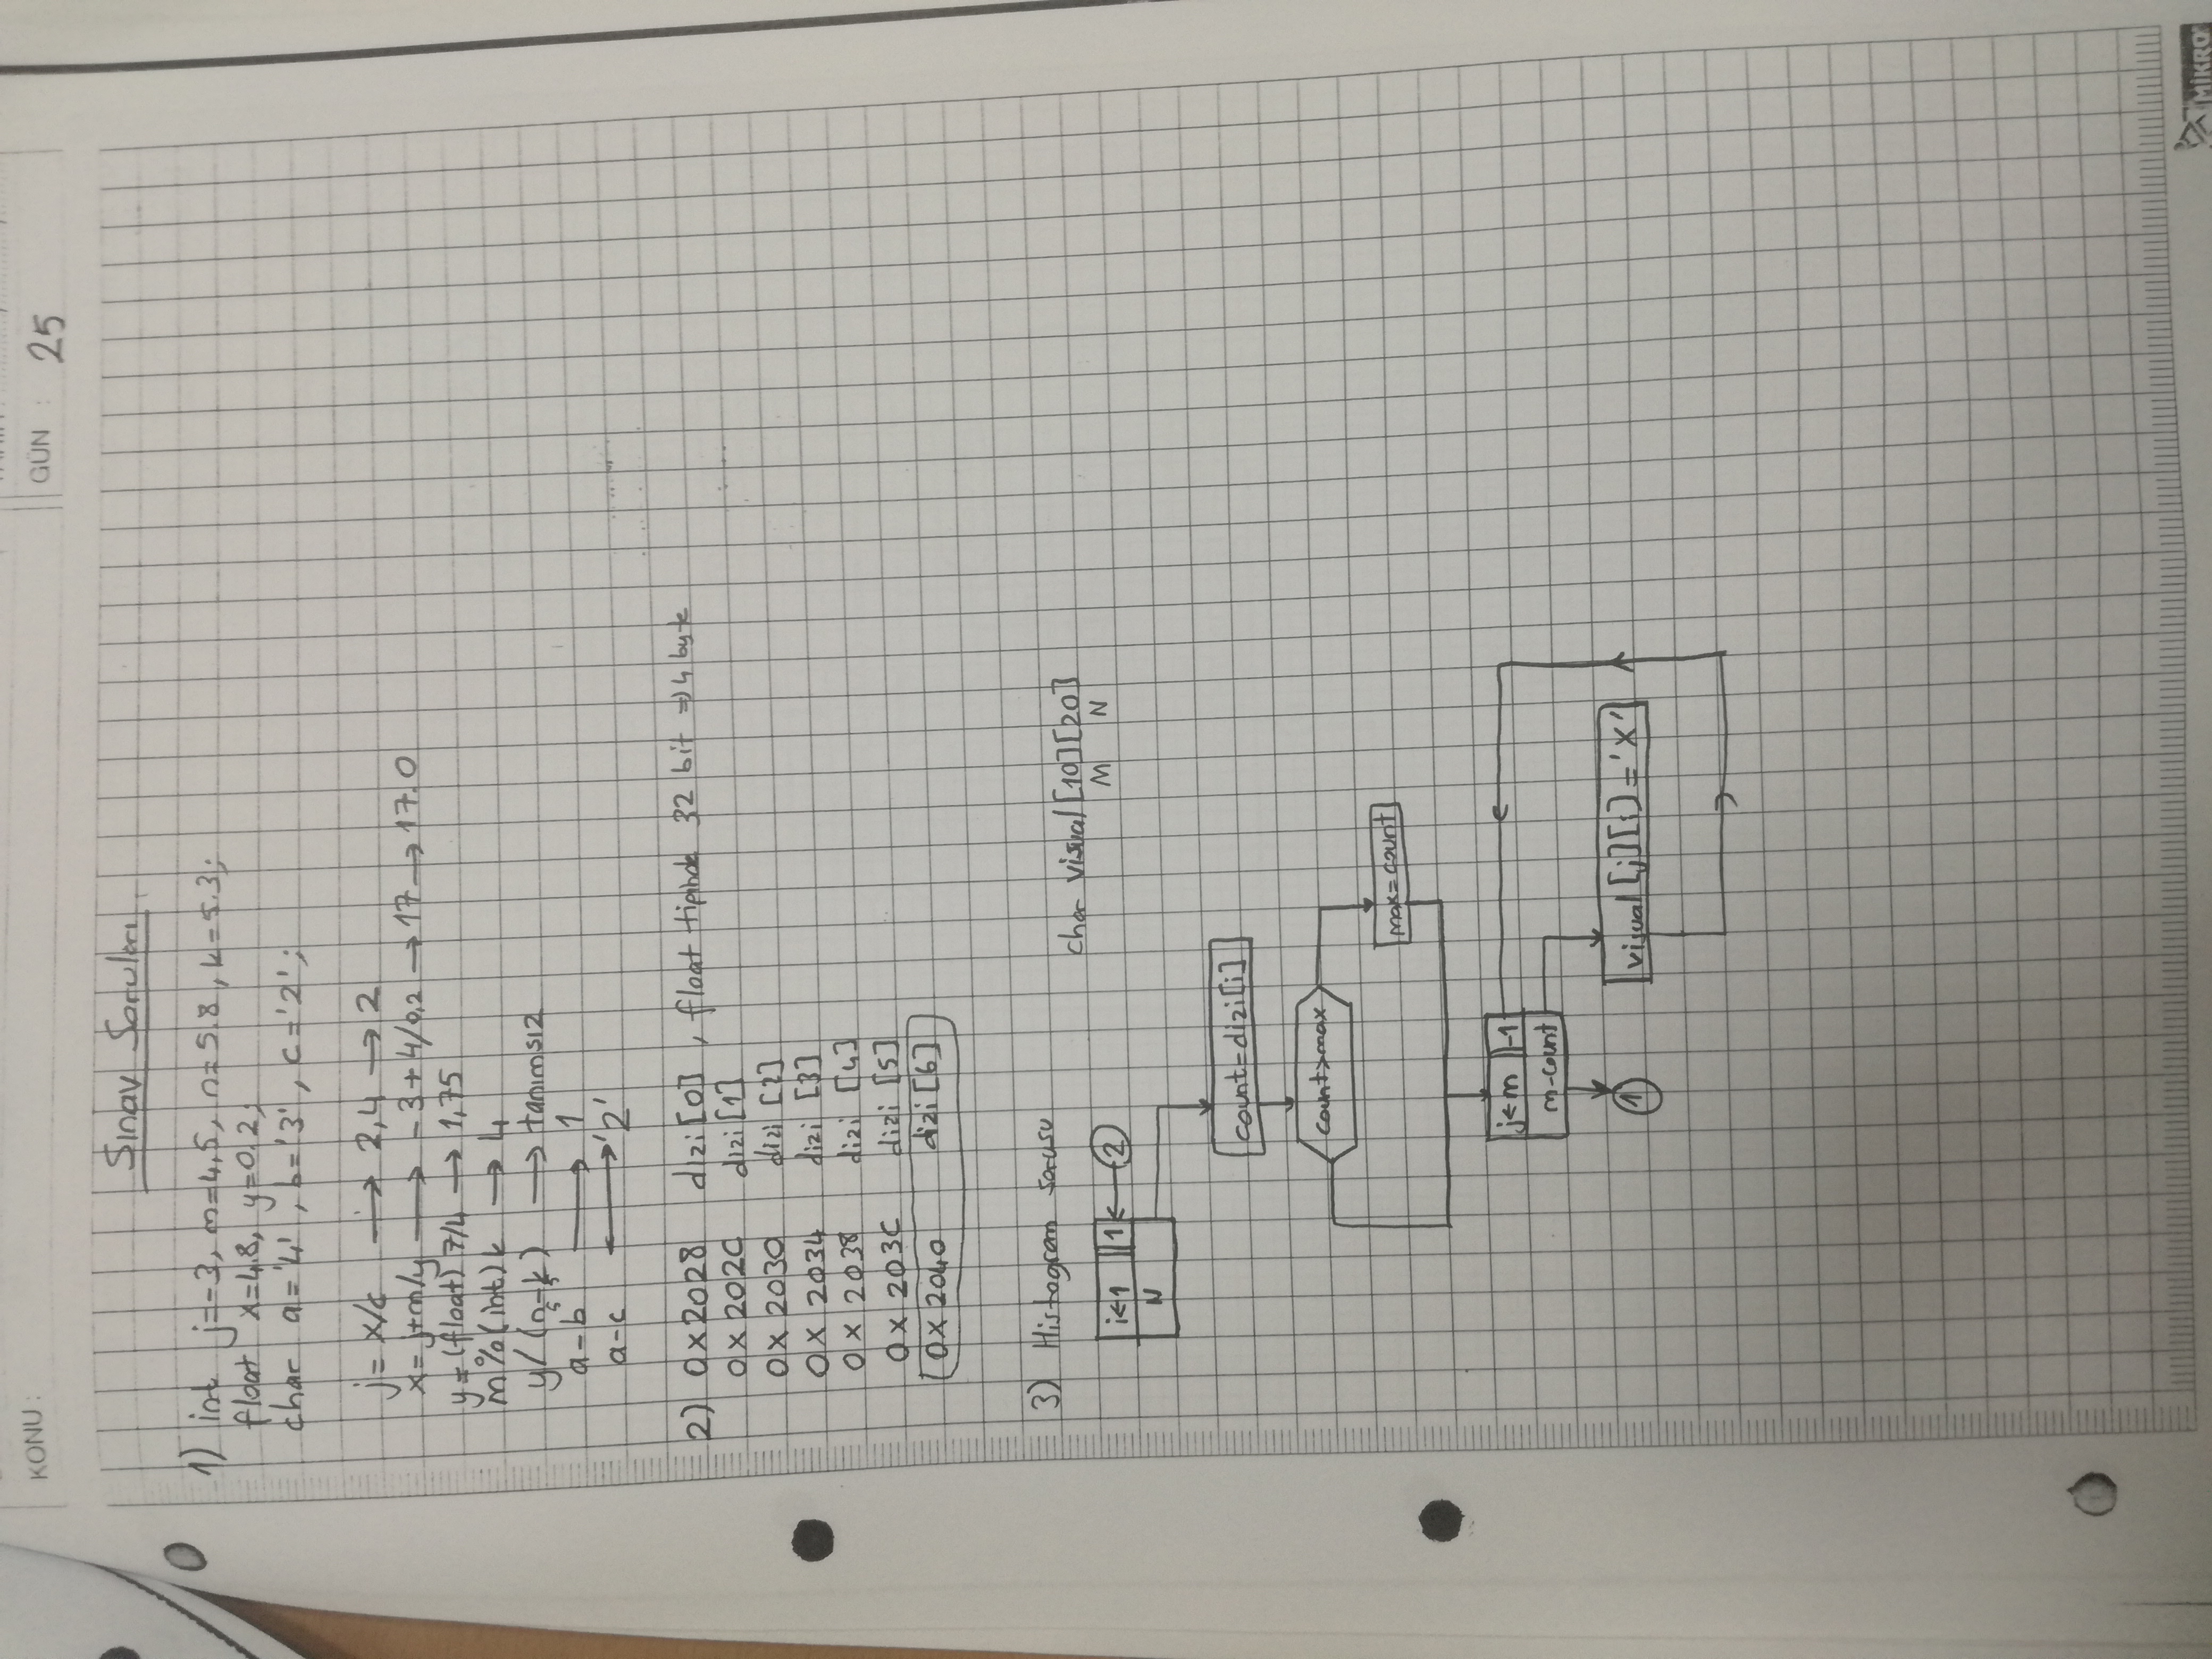 KONU :
GÜN : 25
Sınav Soruları
1) int j=-3, m=4,5, n=5.8, k=5.3;
float x=4.8, y=0.2;
char a='4', b='3', c='2';
j= x/c → 2,4 → 2
x= j+m/y → -3+4/0,2 → 17 → 17.0
y=(float) 7/4 → 1,75
m%(int)k → 4
y/(n-k) → tanımsız
5 5
a-b → 1
a-c ↔ '2'
2) 0x2028 dizi[0], float tipinde 32 bit => 4 byte
0x202C dizi[1]
0x2030 dizi [2]
0x2034 dizi [3]
0x2038 dizi [4]
0x203C dizi [5]
0x2040 dizi [6]
3) Histogram sorusu
char visual[10][20]
M N
i←1 1 ← 2
N
count=dizi[i]
count>max
max=count
j←m -1
m-count
1
visual[j][i]='X'
MİKRO